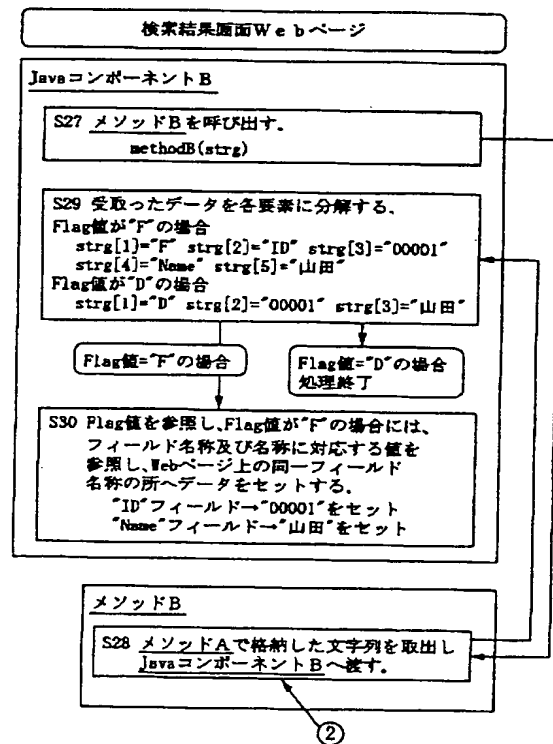 検索結果画面Webページ
JavaコンポーネントB
S27 メソッドBを呼び出す。
methodB(strg)
S29 受取ったデータを各要素に分解する、
Flag値が"F"の場合
strg[1]="F" strg[2]="ID" strg[3]="00001"
strg[4]="Name" strg[5]="山田"
Flag値が"D"の場合
strg[1]="D" strg[2]="00001" strg[3]="山田"
Flag値="F"の場合
Flag値="D"の場合
処理終了
S30 Flag値を参照し、Flag値が"F"の場合には、
フィールド名称及び名称に対応する値を
参照し、Webページ上の同一フィールド
名称の所へデータをセットする。
"ID"フィールド→"00001"をセット
"Name"フィールド→"山田"をセット
メソッドB
S28 メソッドAで格納した文字列を取出し
JavaコンポーネントBへ渡す。
②